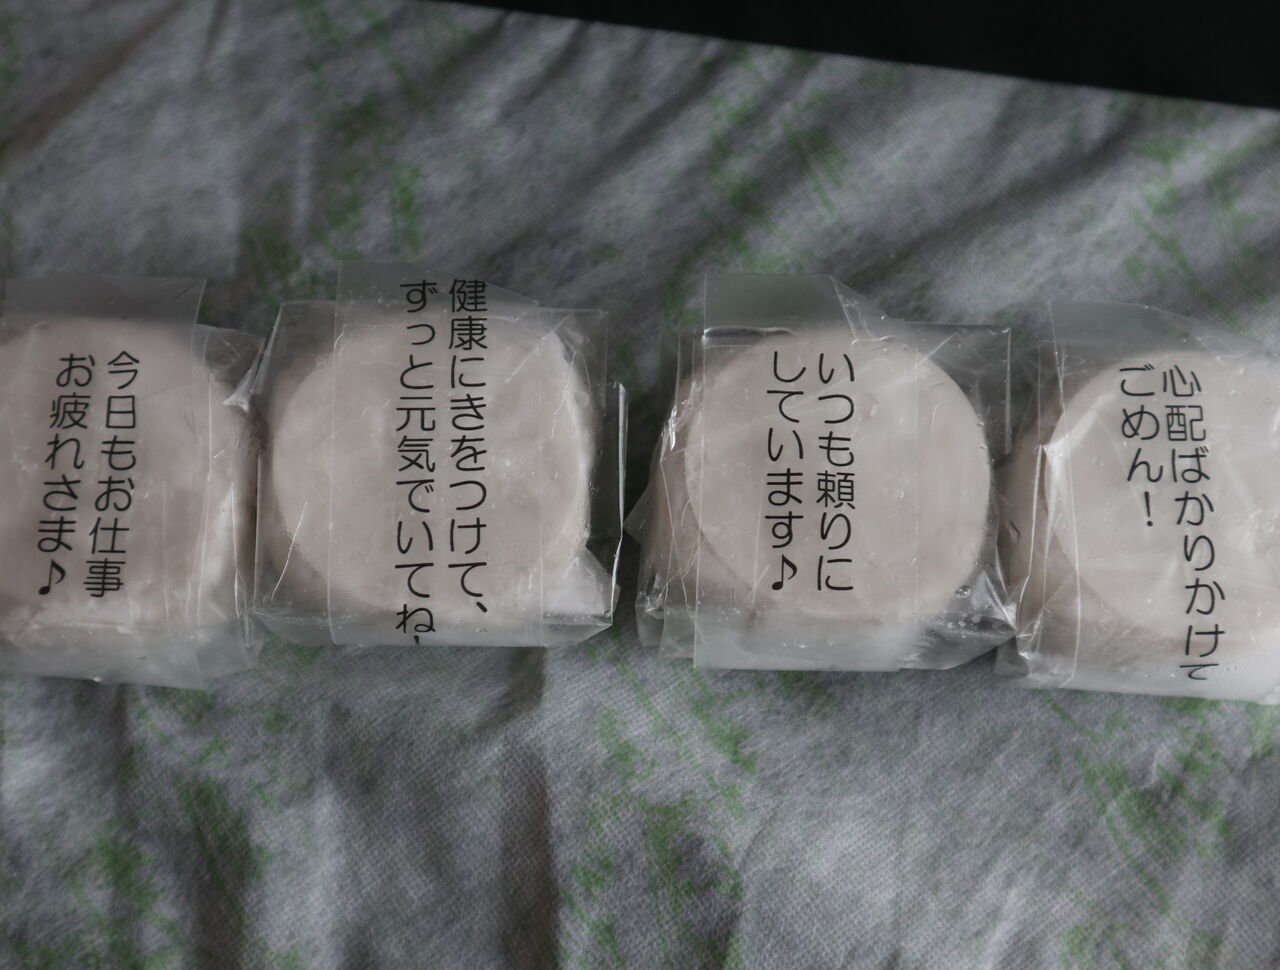 今日もお仕事
お疲れさま♪
健康にきをつけて、
ずっと元気でいてね!
いつも頼りに
しています♪
心配ばかりかけて
ごめん！